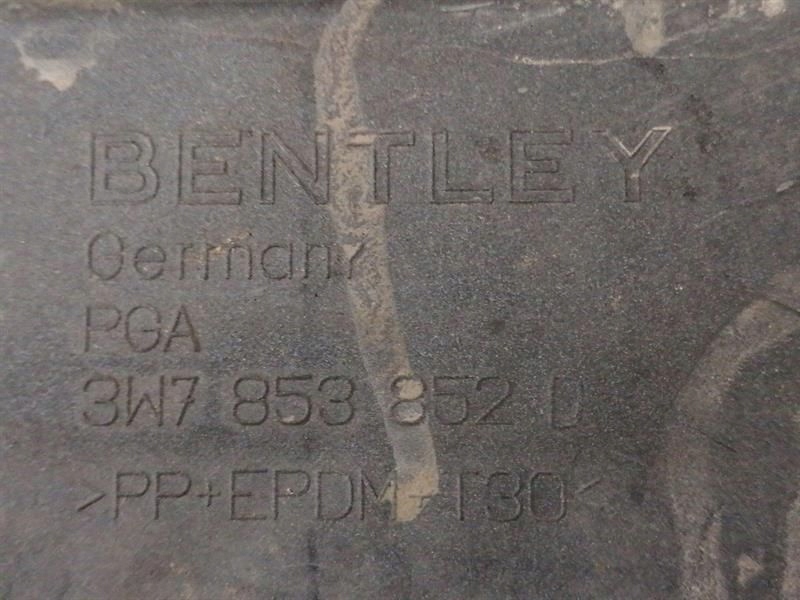 BENTLEY
Germany
PGA
3W7 853 852 D
>PP+EPDM+T30<